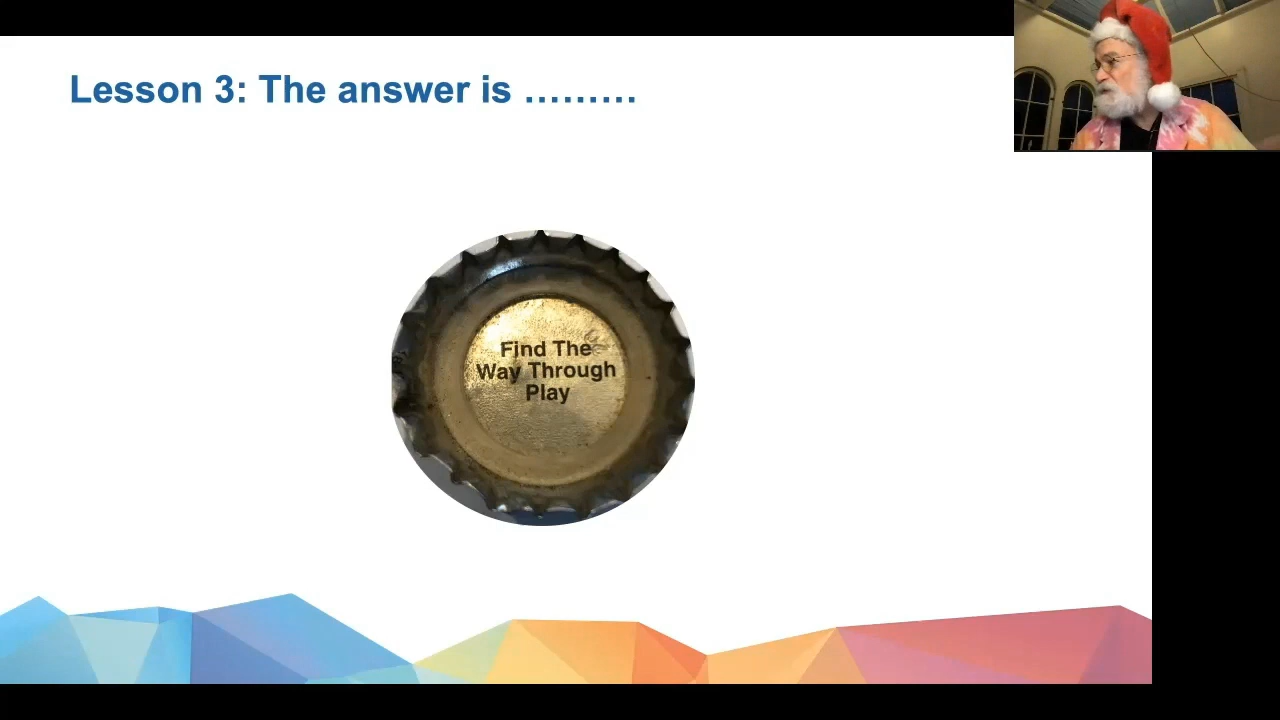 Lesson 3: The answer is ………
Find The
Way Through
Play